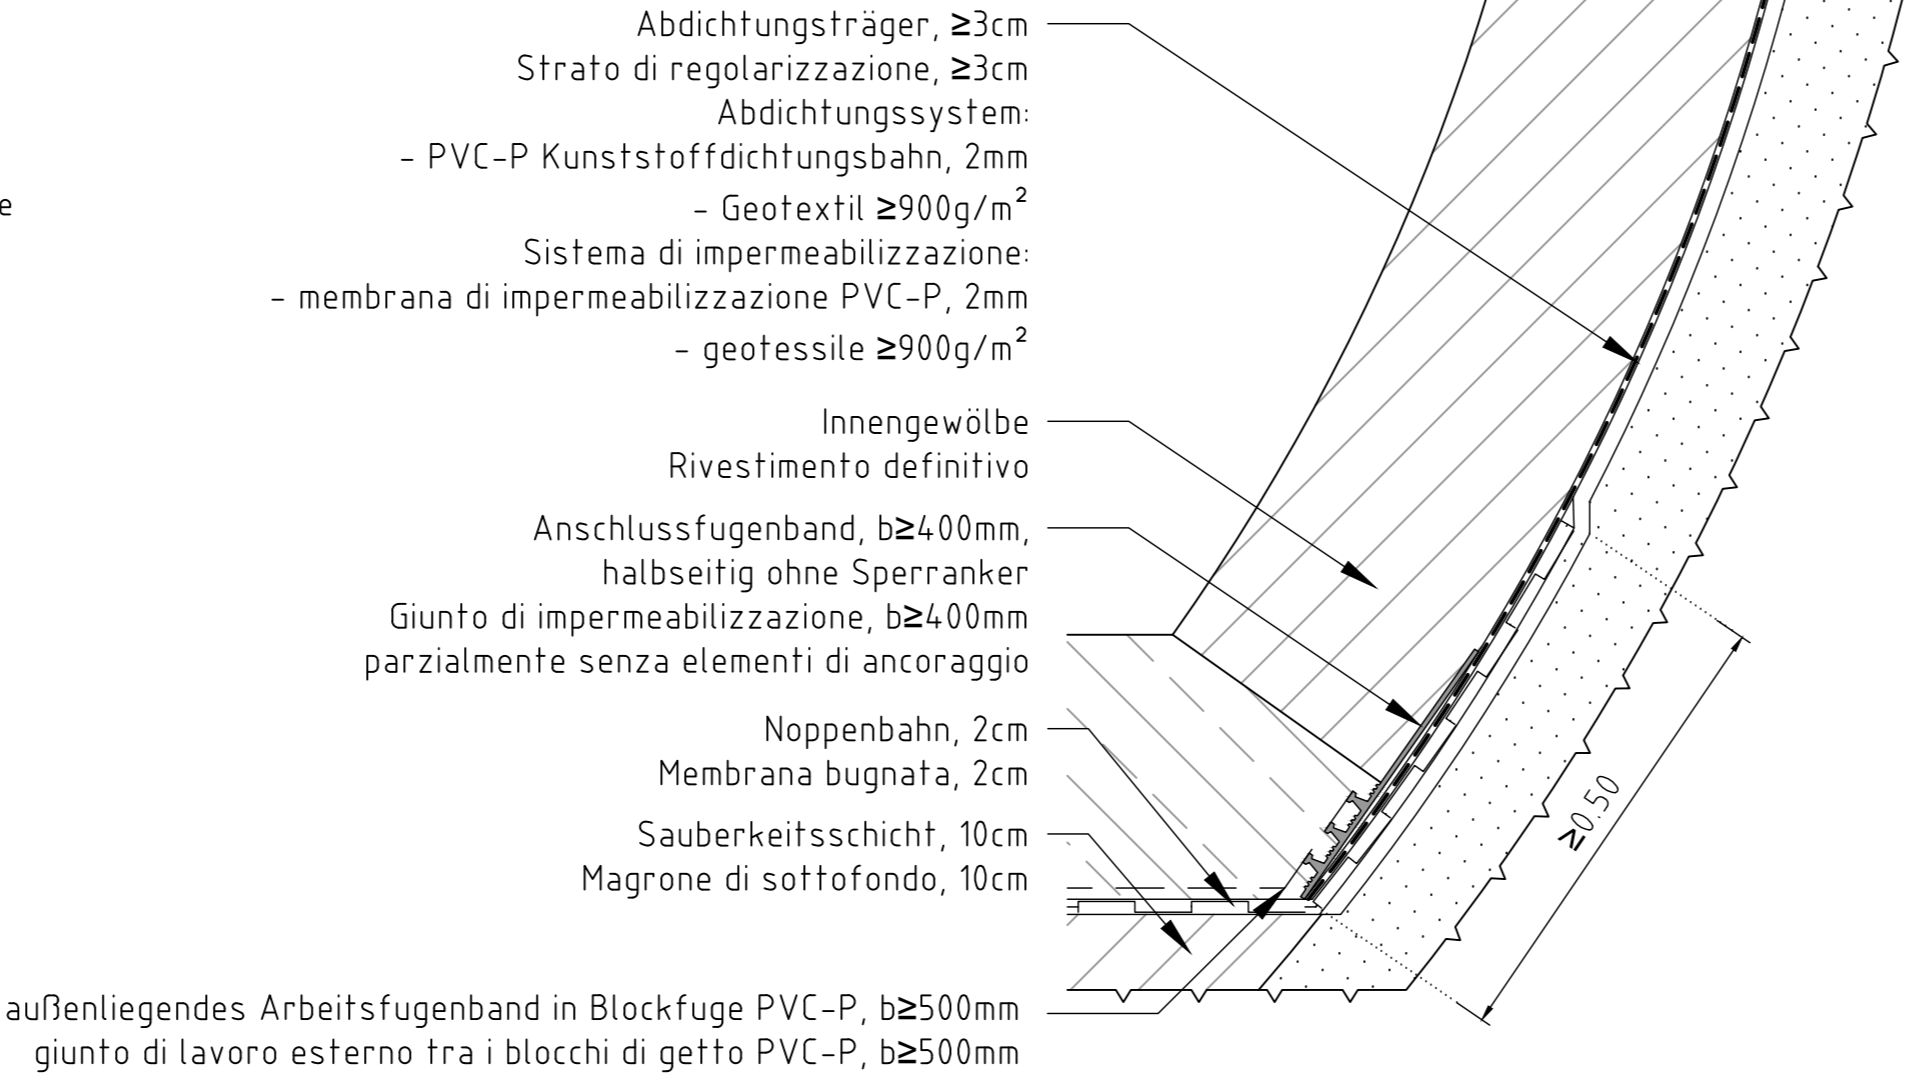 Abdichtungsträger, ≥3cm
Strato di regolarizzazione, ≥3cm
Abdichtungssystem:
- PVC-P Kunststoffdichtungsbahn, 2mm
e
- Geotextil ≥900g/m²
Sistema di impermeabilizzazione:
- membrana di impermeabilizzazione PVC-P, 2mm
- geotessile ≥900g/m²
Innengewölbe
Rivestimento definitivo
Anschlussfugenband, b≥400mm,
halbseitig ohne Sperranker
Giunto di impermeabilizzazione, b≥400mm
parzialmente senza elementi di ancoraggio
Noppenbahn, 2cm
Membrana bugnata, 2cm
Sauberkeitsschicht, 10cm
Magrone di sottofondo, 10cm
außenliegendes Arbeitsfugenband in Blockfuge PVC-P, b≥500mm
giunto di lavoro esterno tra i blocchi di getto PVC-P, b≥500mm
≥0.50